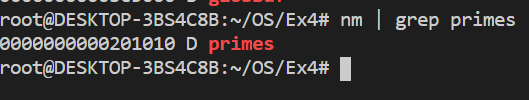 root@DESKTOP-3BS4C8B:~/OS/Ex4# nm | grep primes
0000000000201010 D primes
root@DESKTOP-3BS4C8B:~/OS/Ex4#